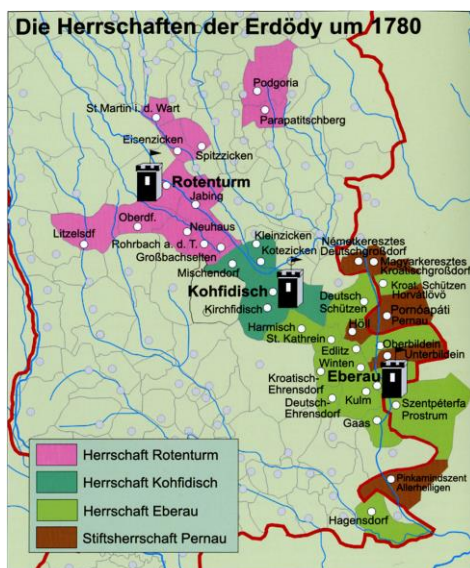 Die Herrschaften der Erdödy um 1780
Podgoria
St.Martin i. d. Wart
Parapatitschberg
Eisenzicken
Spitzzicken
Rotenturm
Jabing
Oberdf.
Neuhaus
Kleinzicken
Litzelsdf
Rohrbach a. d. T.
Kotezicken
Großbachselten
Mischendorf
Németkeresztes
Deutschgroßdorf
Magyarkeresztes
Kroatischgroßdorf
Kohfidisch
Kroat. Schützen
Horvátlövö
Deutsch
Schützen
Kirchfidisch
Pornóapáti
Pernau
Harmisch
Höll
St. Kathrein
Oberbildein
Edlitz
Unterbildein
Winten
Eberau
Kroatisch-
Ehrensdorf
Kulm
Deutsch-
Ehrensdorf
Szentpéterfa
Prostrum
Gaas
Herrschaft Rotenturm
Herrschaft Kohfidisch
Herrschaft Eberau
Stiftsherrschaft Pernau
Pinkamindszent
Allerheiligen
Hagensdorf